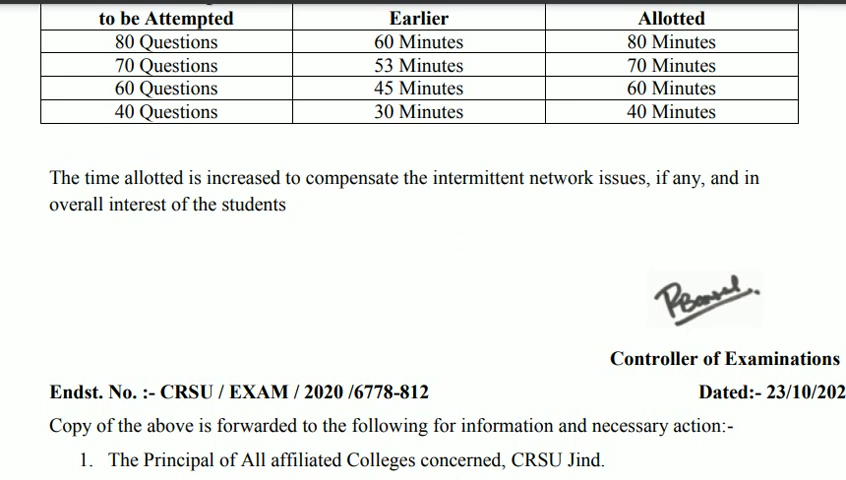 to be Attempted Earlier Allotted
80 Questions 60 Minutes 80 Minutes
70 Questions 53 Minutes 70 Minutes
60 Questions 45 Minutes 60 Minutes
40 Questions 30 Minutes 40 Minutes
The time allotted is increased to compensate the intermittent network issues, if any, and in
overall interest of the students
RBansal.
Controller of Examinations
Endst. No. :- CRSU / EXAM / 2020 /6778-812 Dated:- 23/10/202
Copy of the above is forwarded to the following for information and necessary action:-
1. The Principal of All affiliated Colleges concerned, CRSU Jind.